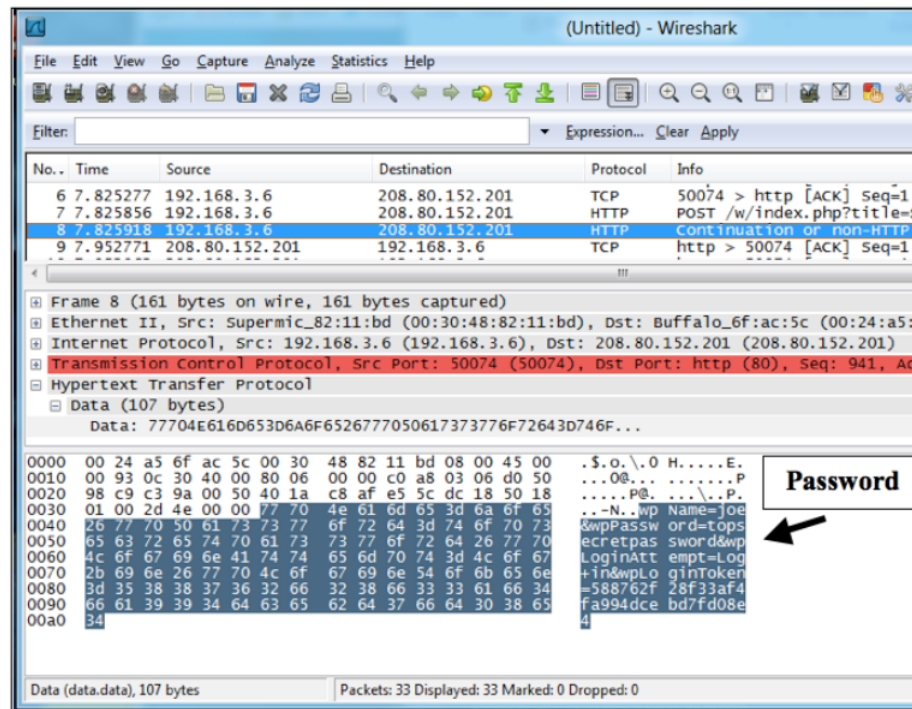 (Untitled) - Wireshark
File Edit View Go Capture Analyze Statistics Help
Filter: Expression... Clear Apply
No. . Time Source Destination Protocol Info
6 7.825277 192.168.3.6 208.80.152.201 TCP 50074 > http [ACK] Seq=1
7 7.825856 192.168.3.6 208.80.152.201 HTTP POST /w/index.php?title=
8 7.825918 192.168.3.6 208.80.152.201 HTTP Continuation or non-HTTP
9 7.952771 208.80.152.201 192.168.3.6 TCP http > 50074 [ACK] Seq=1
Frame 8 (161 bytes on wire, 161 bytes captured)
Ethernet II, Src: Supermic_82:11:bd (00:30:48:82:11:bd), Dst: Buffalo_6f:ac:5c (00:24:a5:
Internet Protocol, Src: 192.168.3.6 (192.168.3.6), Dst: 208.80.152.201 (208.80.152.201)
Transmission Control Protocol, Src Port: 50074 (50074), Dst Port: http (80), Seq: 941, Ac
Hypertext Transfer Protocol
Data (107 bytes)
Data: 77704E616D653D6A6F6526777050617373776F72643D746F...
0000 00 24 a5 6f ac 5c 00 30 48 82 11 bd 08 00 45 00 .$.o.\.0 H.....E.
0010 00 93 0c 30 40 00 80 06 00 00 c0 a8 03 06 d0 50 ...0@... .......P
0020 98 c9 c3 9a 00 50 40 1a c8 af e5 5c dc 18 50 18 .....P@. ...\..P.
0030 01 00 2d 4e 00 00 77 70 4e 61 6d 65 3d 6a 6f 65 ..-N..wp Name=joe
0040 26 77 70 50 61 73 73 77 6f 72 64 3d 74 6f 70 73 &wpPassw ord=tops
0050 65 63 72 65 74 70 61 73 73 77 6f 72 64 26 77 70 ecretpas sword&wp
0060 4c 6f 67 69 6e 41 74 74 65 6d 70 74 3d 4c 6f 67 LoginAtt empt=Log
0070 2b 69 6e 26 77 70 4c 6f 67 69 6e 54 6f 6b 65 6e +in&wpLo ginToken
0080 3d 35 38 38 37 36 32 66 32 38 66 33 33 61 66 34 =588762f 28f33af4
0090 66 61 39 39 34 64 63 65 62 64 37 66 64 30 38 65 fa994dce bd7fd08e
00a0 34 4
Password
Data (data.data), 107 bytes Packets: 33 Displayed: 33 Marked: 0 Dropped: 0